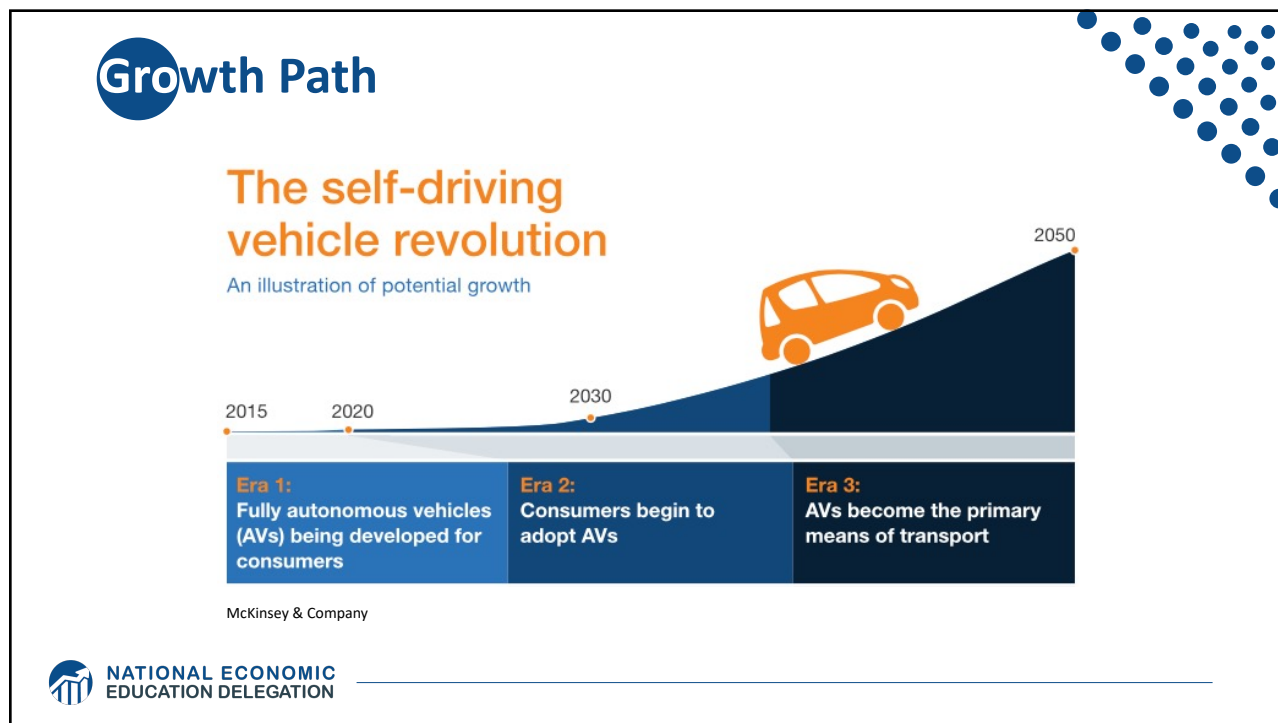 Growth Path
The self-driving
vehicle revolution
An illustration of potential growth
2050
2030
2015
2020
Era 1:
Fully autonomous vehicles
(AVs) being developed for
consumers
Era 2:
Consumers begin to
adopt AVs
Era 3:
AVs become the primary
means of transport
McKinsey & Company
NATIONAL ECONOMIC
EDUCATION DELEGATION